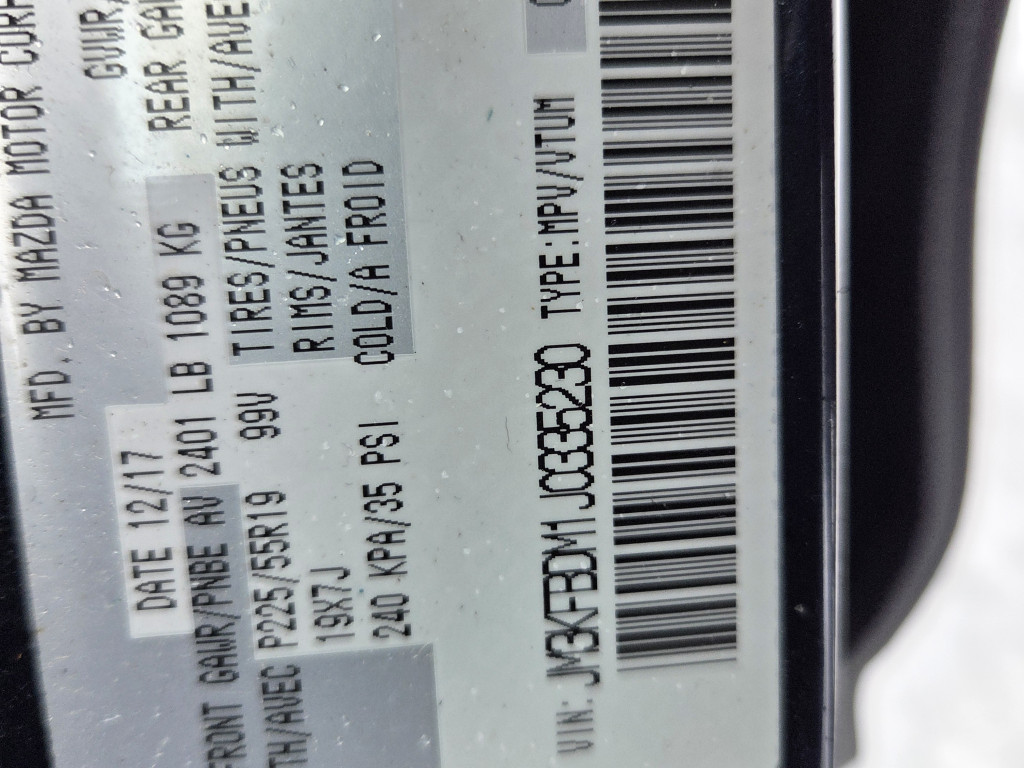 MFD. BY MAZDA MOTOR
DATE 12/17 GVWR/
FRONT GAWR/PNBE AV 2401 LB 1089 KG REAR GAW
TH/AVEC P225/55R19 99V TIRES/PNEUS WITH/AVE
19X7J RIMS/JANTES
240 KPA/35 PSI COLD/A FROID
VIN: JM3KFBDM1J0335230 TYPE:MPV/VTUM